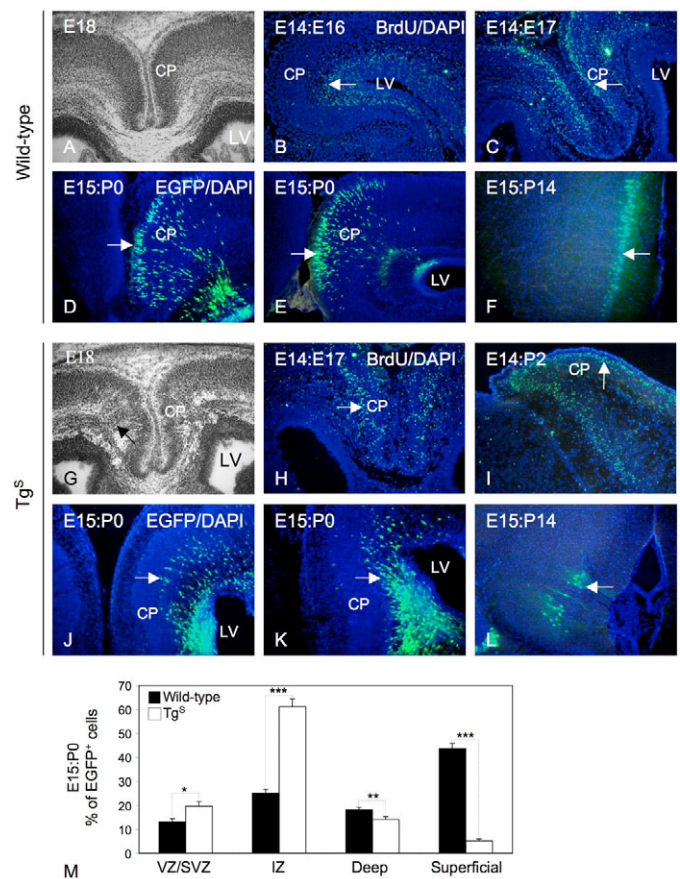 E18
CP
LV
A
E14:E16 BrdU/DAPI
CP
LV
B
E14:E17
CP
LV
C
Wild-type
E15:P0 EGFP/DAPI
CP
D
E15:P0
CP
LV
E
E15:P14
F
E18
CP
LV
G
E14:E17 BrdU/DAPI
CP
H
E14:P2
CP
I
Tgˢ
E15:P0 EGFP/DAPI
CP
LV
J
E15:P0
LV
CP
K
E15:P14
L
E15:P0
% of EGFP⁺ cells
70
60
50
40
30
20
10
0
Wild-type
Tgˢ
*
***
**
***
VZ/SVZ IZ Deep Superficial
M